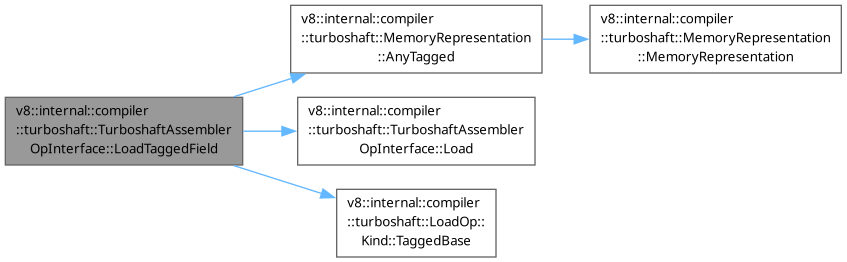 v8::internal::compiler
::turboshaft::TurboshaftAssembler
OpInterface::LoadTaggedField
v8::internal::compiler
::turboshaft::MemoryRepresentation
::AnyTagged
v8::internal::compiler
::turboshaft::MemoryRepresentation
::MemoryRepresentation
v8::internal::compiler
::turboshaft::TurboshaftAssembler
OpInterface::Load
v8::internal::compiler
::turboshaft::LoadOp::
Kind::TaggedBase